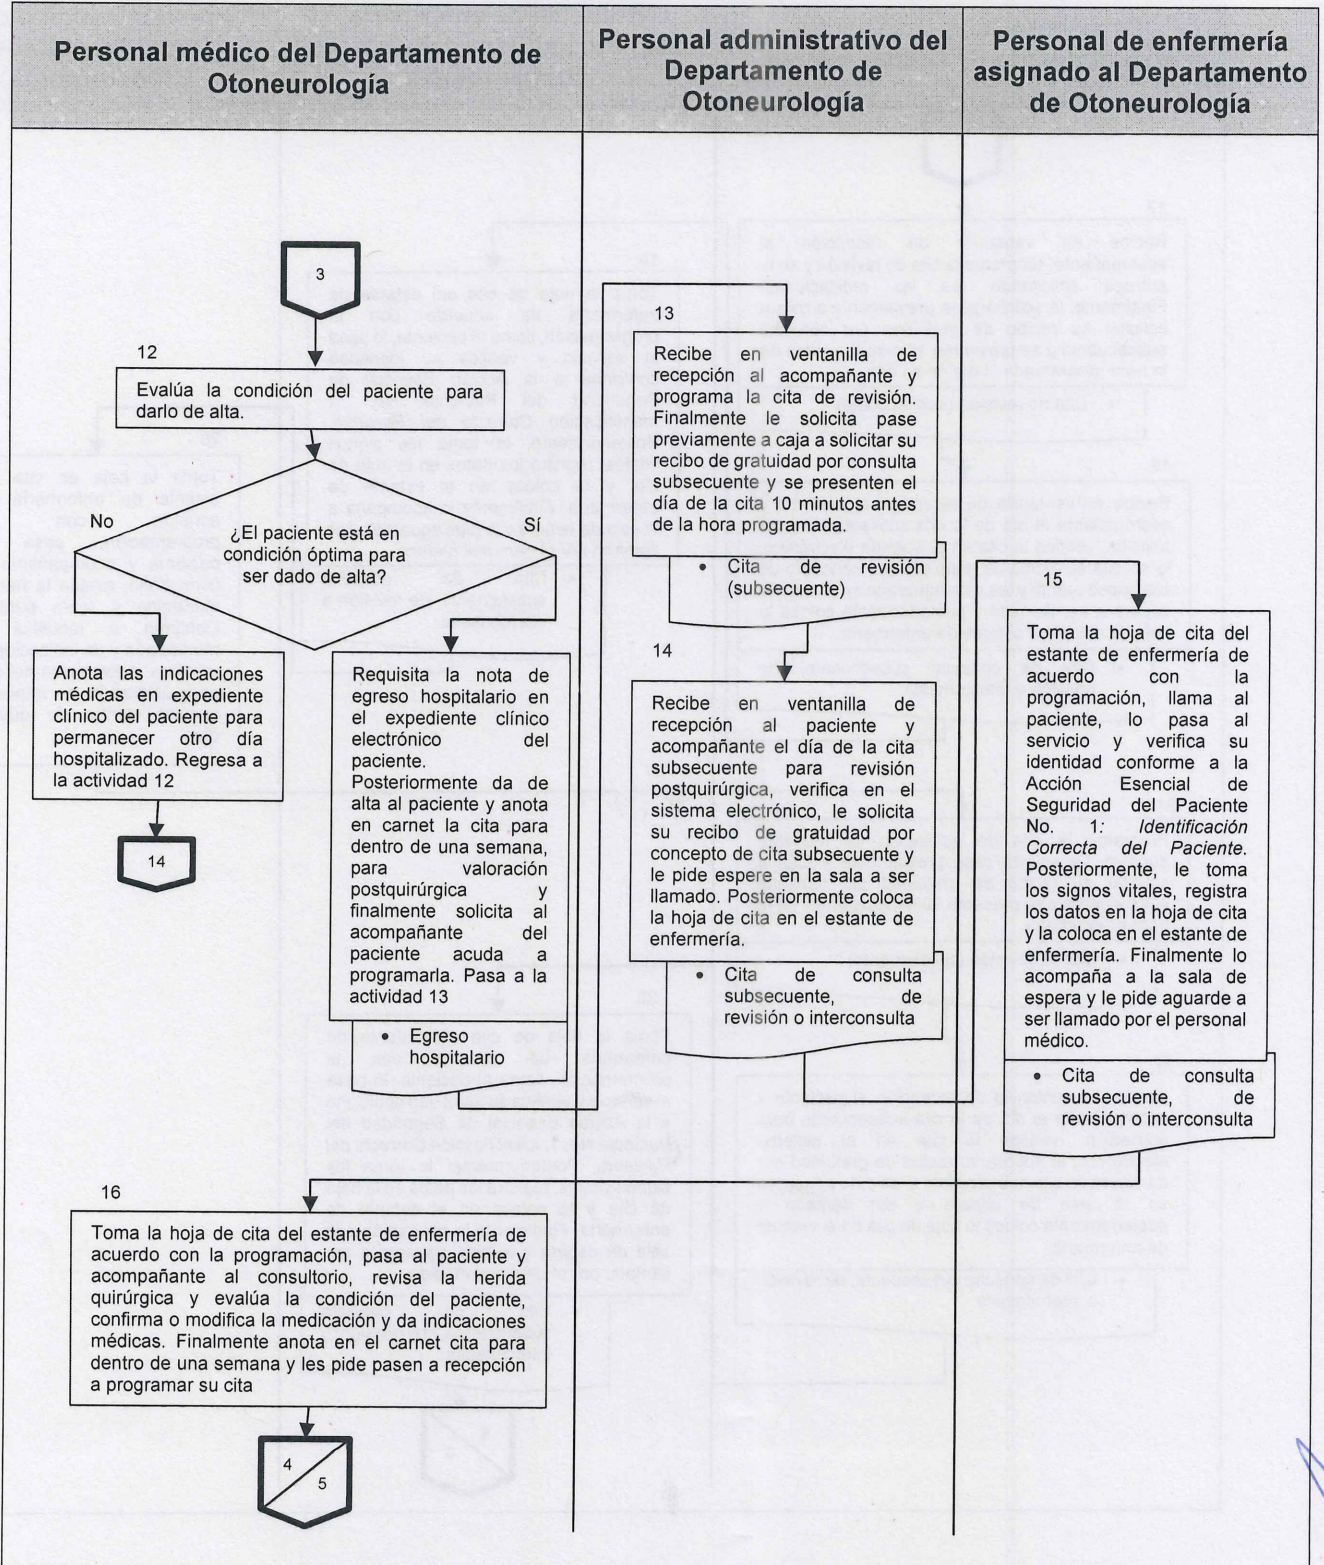 Personal médico del Departamento de
Otoneurología
Personal administrativo del
Departamento de
Otoneurología
Personal de enfermería
asignado al Departamento
de Otoneurología
3
12
Evalúa la condición del paciente para
darlo de alta.
No
¿El paciente está en
condición óptima para
ser dado de alta?
Sí
Anota las indicaciones
médicas en expediente
clínico del paciente para
permanecer otro día
hospitalizado. Regresa a
la actividad 12
14
Requisita la nota de
egreso hospitalario en
el expediente clínico
electrónico del
paciente.
Posteriormente da de
alta al paciente y anota
en carnet la cita para
dentro de una semana,
para valoración
postquirúrgica y
finalmente solicita al
acompañante del
paciente acuda a
programarla. Pasa a la
actividad 13
• Egreso
hospitalario
13
Recibe en ventanilla de
recepción al acompañante y
programa la cita de revisión.
Finalmente le solicita pase
previamente a caja a solicitar su
recibo de gratuidad por consulta
subsecuente y se presenten el
día de la cita 10 minutos antes
de la hora programada.
• Cita de revisión
(subsecuente)
14
Recibe en ventanilla de
recepción al paciente y
acompañante el día de la cita
subsecuente para revisión
postquirúrgica, verifica en el
sistema electrónico, le solicita
su recibo de gratuidad por
concepto de cita subsecuente y
le pide espere en la sala a ser
llamado. Posteriormente coloca
la hoja de cita en el estante de
enfermería.
• Cita de consulta
subsecuente, de
revisión o interconsulta
15
Toma la hoja de cita del
estante de enfermería de
acuerdo con la
programación, llama al
paciente, lo pasa al
servicio y verifica su
identidad conforme a la
Acción Esencial de
Seguridad del Paciente
No. 1: Identificación
Correcta del Paciente.
Posteriormente, le toma
los signos vitales, registra
los datos en la hoja de cita
y la coloca en el estante de
enfermería. Finalmente lo
acompaña a la sala de
espera y le pide aguarde a
ser llamado por el personal
médico.
• Cita de consulta
subsecuente, de
revisión o interconsulta
16
Toma la hoja de cita del estante de enfermería de
acuerdo con la programación, pasa al paciente y
acompañante al consultorio, revisa la herida
quirúrgica y evalúa la condición del paciente,
confirma o modifica la medicación y da indicaciones
médicas. Finalmente anota en el carnet cita para
dentro de una semana y les pide pasen a recepción
a programar su cita
4
5